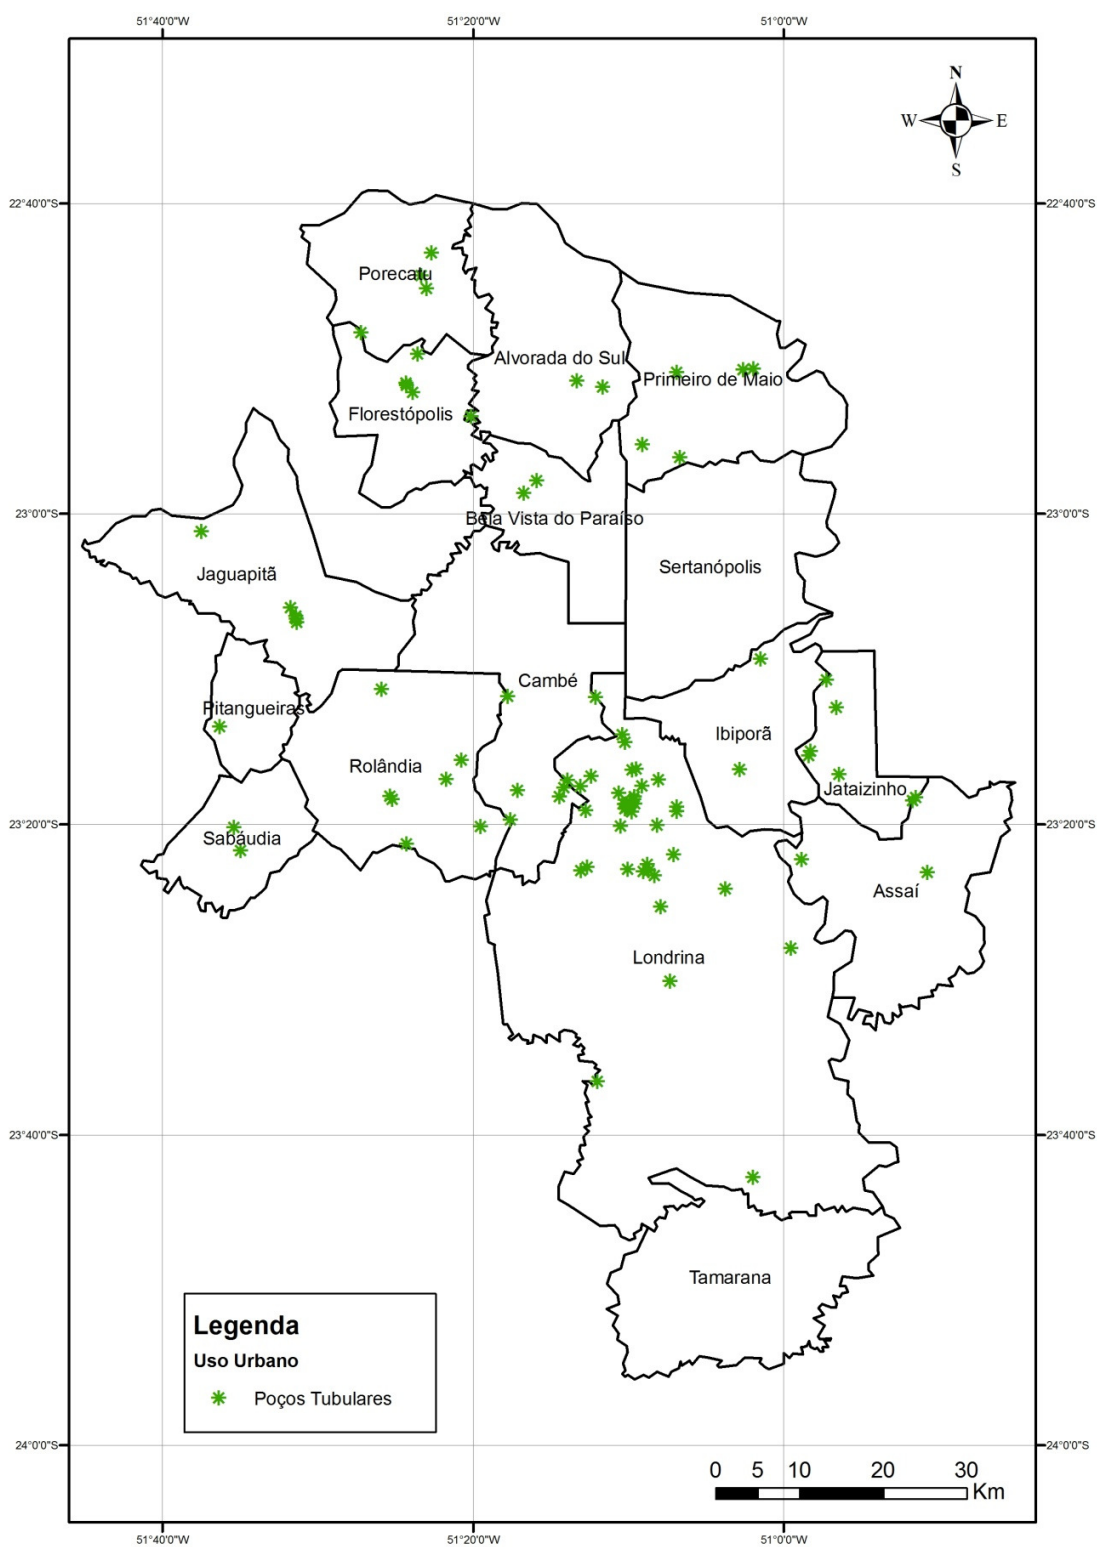 51°40'0"W 51°20'0"W 51°0'0"W
N
W E
S
22°40'0"S 22°40'0"S
Porecatu
Alvorada do Sul
Primeiro de Maio
Florestópolis
23°0'0"S 23°0'0"S
Bela Vista do Paraíso
Sertanópolis
Jaguapitã
Cambé
Pitangueiras
Ibiporã
Rolândia
Jataizinho
23°20'0"S 23°20'0"S
Sabáudia
Assaí
Londrina
23°40'0"S 23°40'0"S
Tamarana
Legenda
Uso Urbano
Poços Tubulares
24°0'0"S 24°0'0"S
0 5 10 20 30
Km
51°40'0"W 51°20'0"W 51°0'0"W